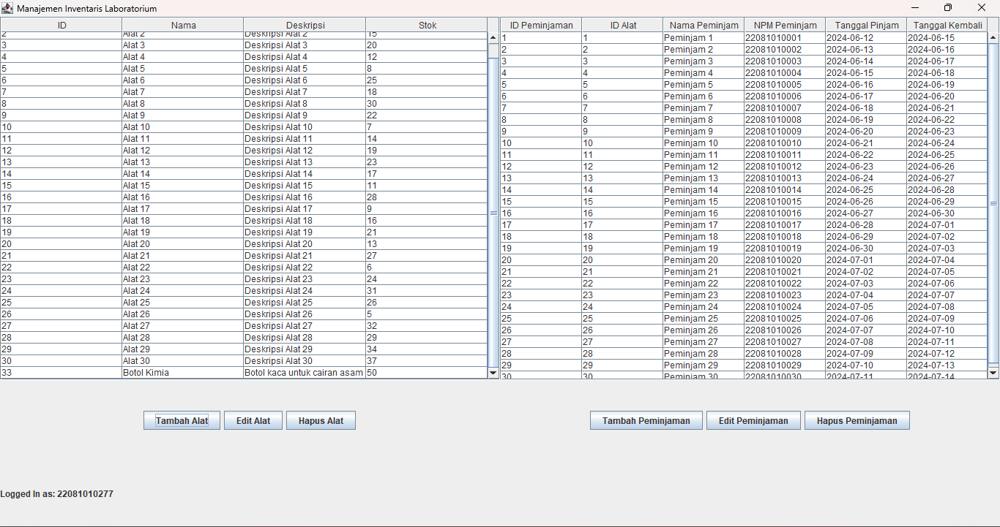 Manajemen Inventaris Laboratorium
ID Nama Deskripsi Stok
2 Alat 2 Deskripsi Alat 2 15
3 Alat 3 Deskripsi Alat 3 20
4 Alat 4 Deskripsi Alat 4 12
5 Alat 5 Deskripsi Alat 5 8
6 Alat 6 Deskripsi Alat 6 25
7 Alat 7 Deskripsi Alat 7 18
8 Alat 8 Deskripsi Alat 8 30
9 Alat 9 Deskripsi Alat 9 22
10 Alat 10 Deskripsi Alat 10 7
11 Alat 11 Deskripsi Alat 11 14
12 Alat 12 Deskripsi Alat 12 19
13 Alat 13 Deskripsi Alat 13 23
14 Alat 14 Deskripsi Alat 14 17
15 Alat 15 Deskripsi Alat 15 11
16 Alat 16 Deskripsi Alat 16 28
17 Alat 17 Deskripsi Alat 17 9
18 Alat 18 Deskripsi Alat 18 16
19 Alat 19 Deskripsi Alat 19 21
20 Alat 20 Deskripsi Alat 20 13
21 Alat 21 Deskripsi Alat 21 27
22 Alat 22 Deskripsi Alat 22 6
23 Alat 23 Deskripsi Alat 23 24
24 Alat 24 Deskripsi Alat 24 31
25 Alat 25 Deskripsi Alat 25 26
26 Alat 26 Deskripsi Alat 26 5
27 Alat 27 Deskripsi Alat 27 32
28 Alat 28 Deskripsi Alat 28 29
29 Alat 29 Deskripsi Alat 29 34
30 Alat 30 Deskripsi Alat 30 37
33 Botol Kimia Botol kaca untuk cairan asam 50
ID Peminjaman ID Alat Nama Peminjam NPM Peminjam Tanggal Pinjam Tanggal Kembali
1 1 Peminjam 1 22081010001 2024-06-12 2024-06-15
2 2 Peminjam 2 22081010002 2024-06-13 2024-06-16
3 3 Peminjam 3 22081010003 2024-06-14 2024-06-17
4 4 Peminjam 4 22081010004 2024-06-15 2024-06-18
5 5 Peminjam 5 22081010005 2024-06-16 2024-06-19
6 6 Peminjam 6 22081010006 2024-06-17 2024-06-20
7 7 Peminjam 7 22081010007 2024-06-18 2024-06-21
8 8 Peminjam 8 22081010008 2024-06-19 2024-06-22
9 9 Peminjam 9 22081010009 2024-06-20 2024-06-23
10 10 Peminjam 10 22081010010 2024-06-21 2024-06-24
11 11 Peminjam 11 22081010011 2024-06-22 2024-06-25
12 12 Peminjam 12 22081010012 2024-06-23 2024-06-26
13 13 Peminjam 13 22081010013 2024-06-24 2024-06-27
14 14 Peminjam 14 22081010014 2024-06-25 2024-06-28
15 15 Peminjam 15 22081010015 2024-06-26 2024-06-29
16 16 Peminjam 16 22081010016 2024-06-27 2024-06-30
17 17 Peminjam 17 22081010017 2024-06-28 2024-07-01
18 18 Peminjam 18 22081010018 2024-06-29 2024-07-02
19 19 Peminjam 19 22081010019 2024-06-30 2024-07-03
20 20 Peminjam 20 22081010020 2024-07-01 2024-07-04
21 21 Peminjam 21 22081010021 2024-07-02 2024-07-05
22 22 Peminjam 22 22081010022 2024-07-03 2024-07-06
23 23 Peminjam 23 22081010023 2024-07-04 2024-07-07
24 24 Peminjam 24 22081010024 2024-07-05 2024-07-08
25 25 Peminjam 25 22081010025 2024-07-06 2024-07-09
26 26 Peminjam 26 22081010026 2024-07-07 2024-07-10
27 27 Peminjam 27 22081010027 2024-07-08 2024-07-11
28 28 Peminjam 28 22081010028 2024-07-09 2024-07-12
29 29 Peminjam 29 22081010029 2024-07-10 2024-07-13
30 30 Peminjam 30 22081010030 2024-07-11 2024-07-14
Tambah Alat Edit Alat Hapus Alat
Tambah Peminjaman Edit Peminjaman Hapus Peminjaman
Logged In as: 22081010277